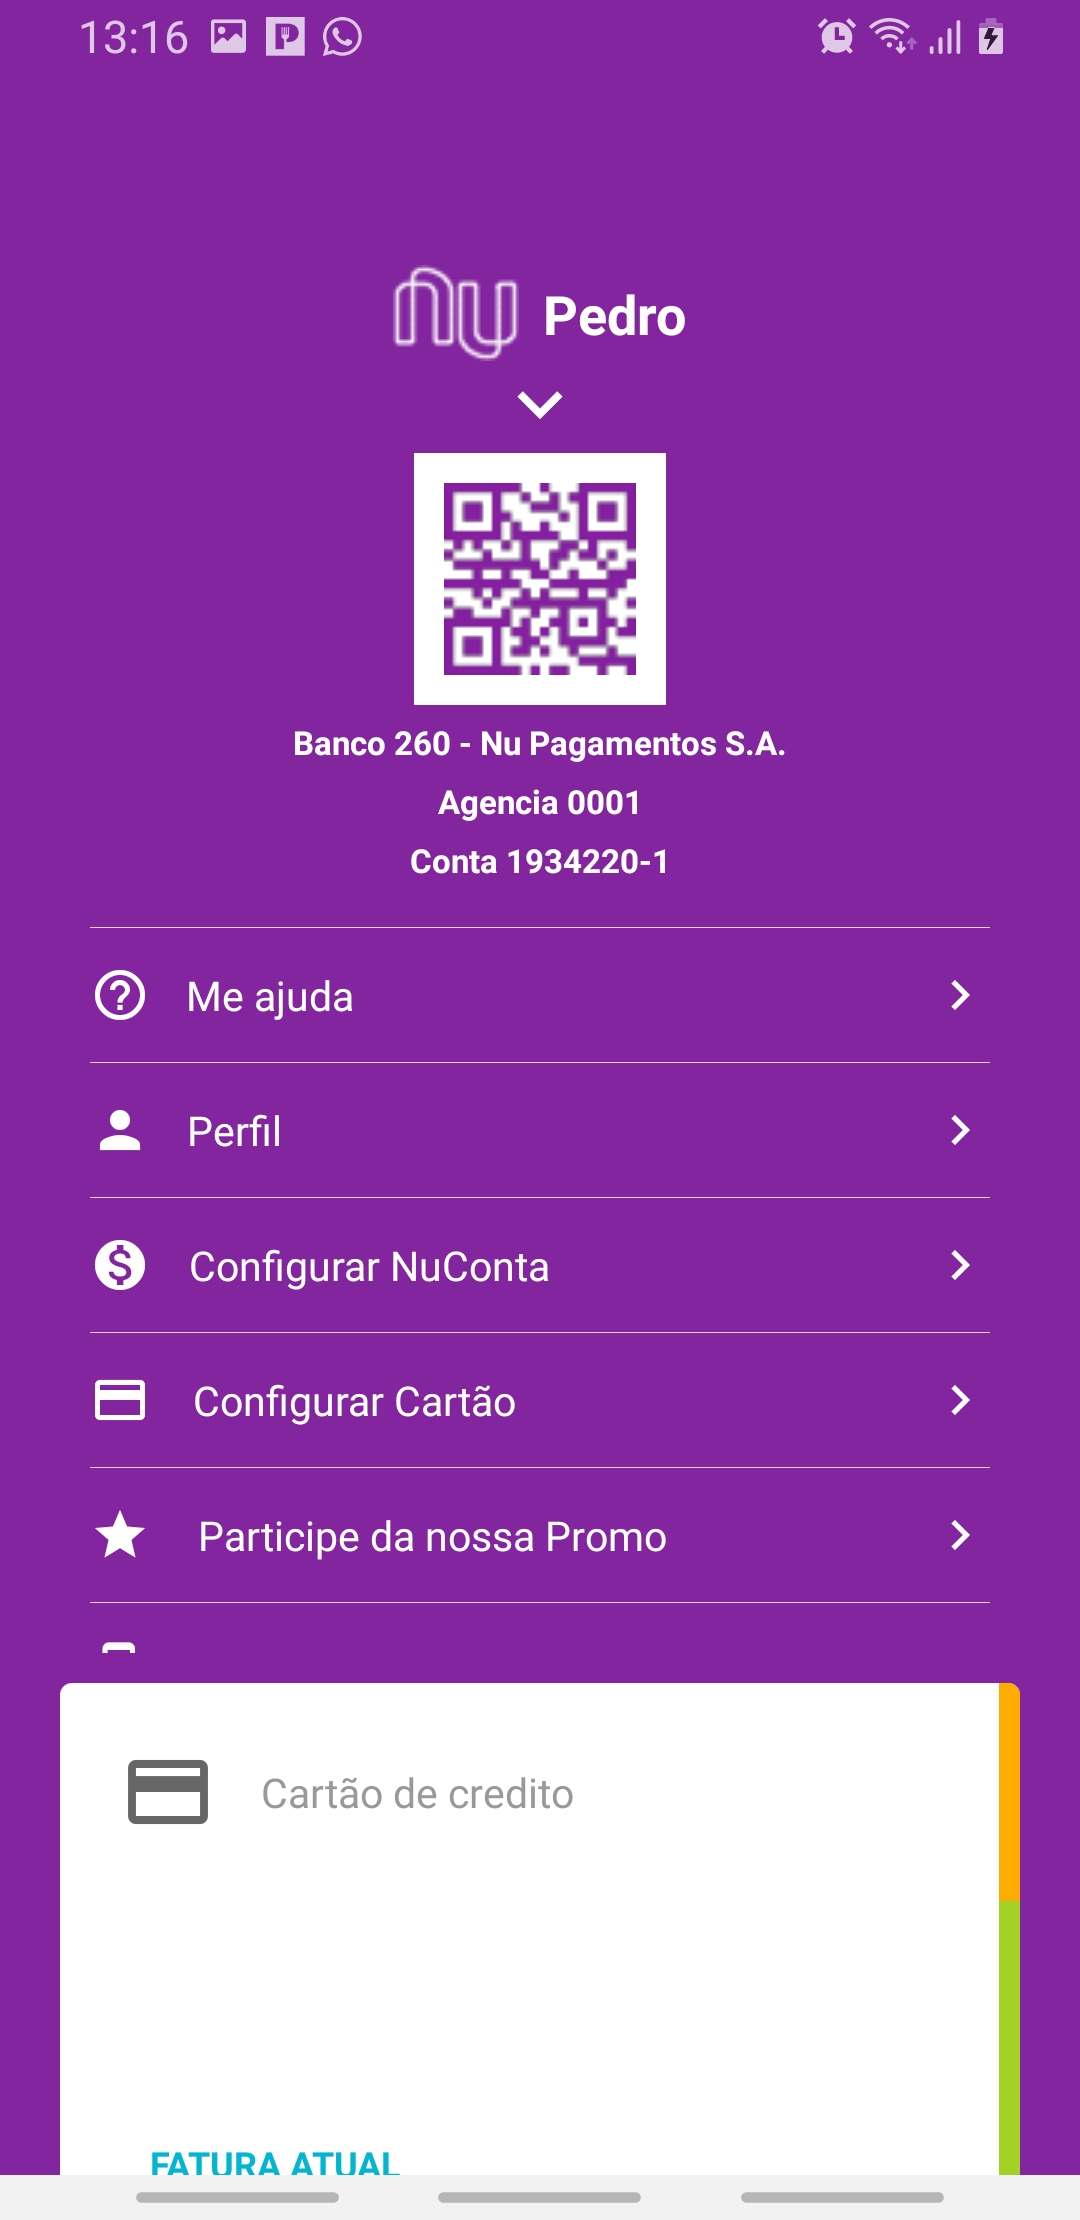 13:16
nu Pedro
Banco 260 - Nu Pagamentos S.A.
Agencia 0001
Conta 1934220-1
Me ajuda
Perfil
Configurar NuConta
Configurar Cartão
Participe da nossa Promo
Cartão de credito
FATURA ATUAL